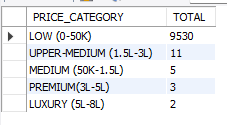 PRICE_CATEGORY TOTAL
LOW (0-50K) 9530
UPPER-MEDIUM (1.5L-3L) 11
MEDIUM (50K-1.5L) 5
PREMIUM(3L-5L) 3
LUXURY (5L-8L) 2